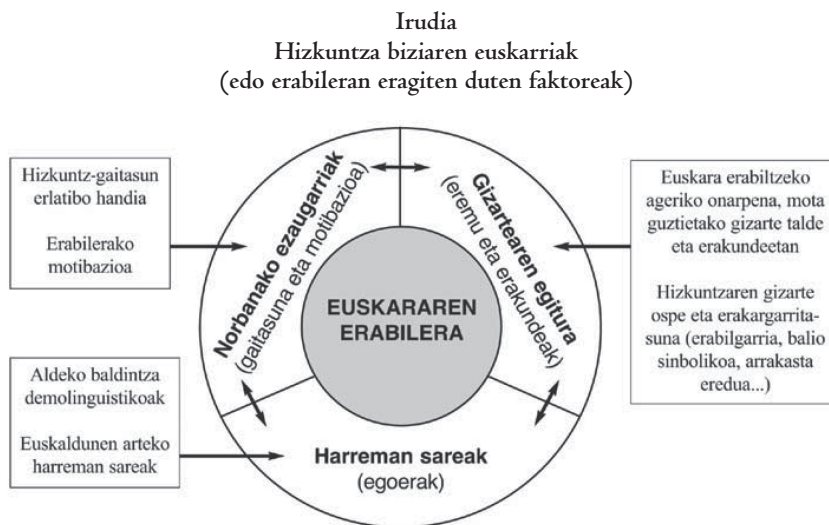 Irudia
Hizkuntza biziaren euskarriak
(edo erabileran eragiten duten faktoreak)
Hizkuntz-gaitasun
erlatibo handia
Erabilerako
motibazioa
Aldeko baldintza
demolinguistikoak
Euskaldunen arteko
harreman sareak
Norbanako ezaugarriak
(gaitasuna eta motibazioa)
Gizartearen egitura
(eremu eta erakundeak)
EUSKARAREN
ERABILERA
Harreman sareak
(egoerak)
Euskara erabiltzeko
ageriko onarpena, mota
guztietako gizarte talde
eta erakundeetan
Hizkuntzaren gizarte
ospe eta erakargarrita-
suna (erabilgarria, balio
sinbolikoa, arrakasta
eredua...)